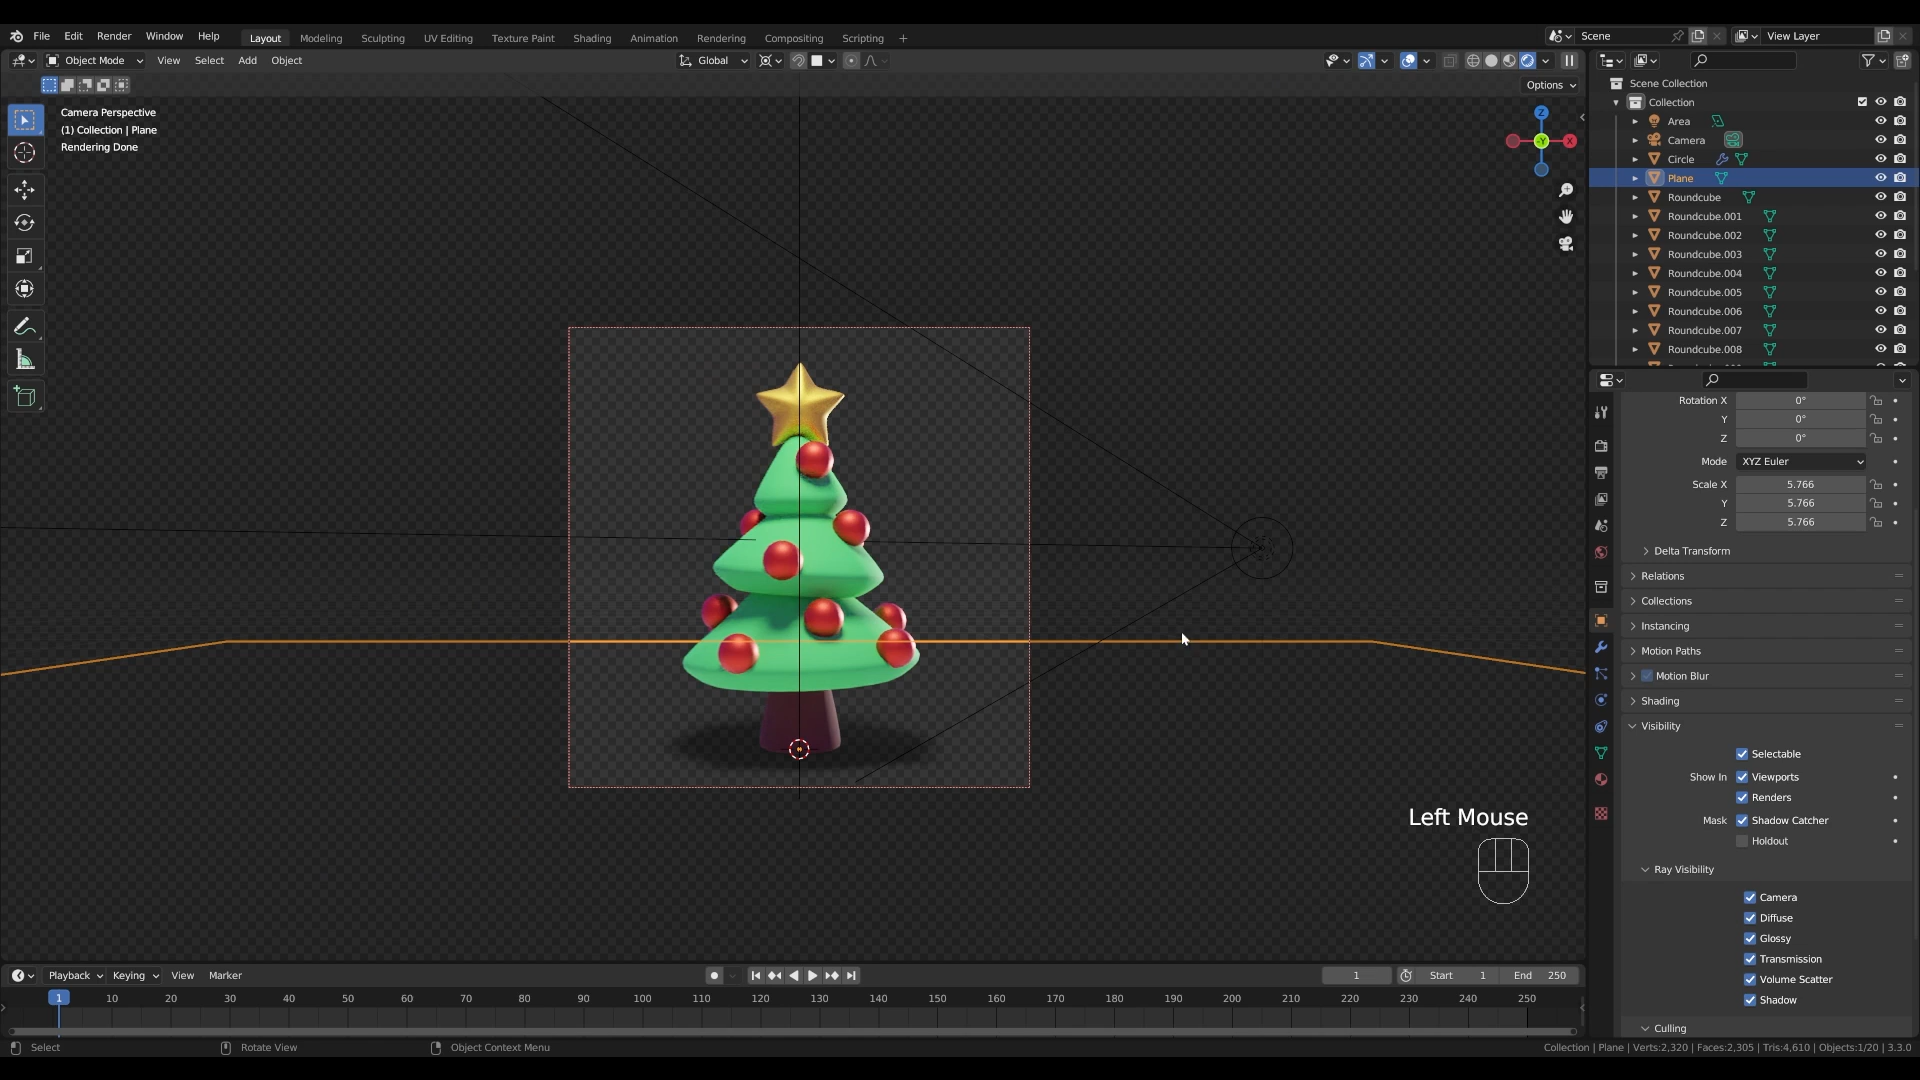 File Edit Render Window Help Layout Modeling Sculpting UV Editing Texture Paint Shading Animation Rendering Compositing Scripting + Scene View Layer
Object Mode View Select Add Object Global
Options
Camera Perspective
(1) Collection | Plane
Rendering Done
Z
Y
X
Scene Collection
Collection
Area
Camera
Circle
Plane
Roundcube
Roundcube.001
Roundcube.002
Roundcube.003
Roundcube.004
Roundcube.005
Roundcube.006
Roundcube.007
Roundcube.008
Rotation X 0°
Y 0°
Z 0°
Mode XYZ Euler
Scale X 5.766
Y 5.766
Z 5.766
Delta Transform
Relations
Collections
Instancing
Motion Paths
Motion Blur
Shading
Visibility
Selectable
Show In Viewports
Renders
Mask Shadow Catcher
Holdout
Ray Visibility
Camera
Diffuse
Glossy
Transmission
Volume Scatter
Shadow
Culling
Left Mouse
Playback Keying View Marker 1 Start 1 End 250
1 10 20 30 40 50 60 70 80 90 100 110 120 130 140 150 160 170 180 190 200 210 220 230 240 250
Select Rotate View Object Context Menu Collection | Plane | Verts:2,320 | Faces:2,305 | Tris:4,610 | Objects:1/20 | 3.3.0